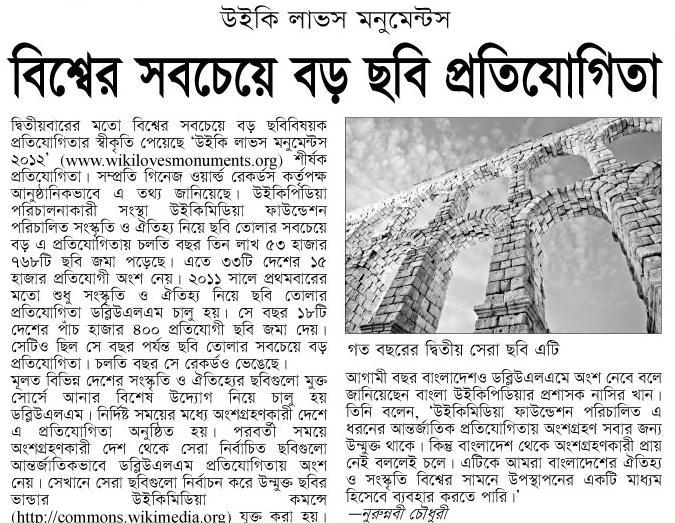 উইকি লাভস মনুমেন্টস
বিশ্বের সবচেয়ে বড় ছবি প্রতিযোগিতা
দ্বিতীয়বারের মতো বিশ্বের সবচেয়ে বড় ছবিবিষয়ক
প্রতিযোগিতার স্বীকৃতি পেয়েছে ‘উইকি লাভস মনুমেন্টস
২০১২’ (www.wikilovesmonuments.org) শীর্ষক
প্রতিযোগিতা। সম্প্রতি গিনেজ ওয়ার্ল্ড রেকর্ডস কর্তৃপক্ষ
আনুষ্ঠানিকভাবে এ তথ্য জানিয়েছে। উইকিপিডিয়া
পরিচালনাকারী সংস্থা উইকিমিডিয়া ফাউন্ডেশন
পরিচালিত সংস্কৃতি ও ঐতিহ্য নিয়ে ছবি তোলার সবচেয়ে
বড় এ প্রতিযোগিতায় চলতি বছর তিন লাখ ৫৩ হাজার
৭৬৮টি ছবি জমা পড়েছে। এতে ৩৩টি দেশের ১৫
হাজার প্রতিযোগী অংশ নেয়। ২০১১ সালে প্রথমবারের
মতো শুধু সংস্কৃতি ও ঐতিহ্য নিয়ে ছবি তোলার
প্রতিযোগিতা ডব্লিউএলএম চালু হয়। সে বছর ১৮টি
দেশের পাঁচ হাজার ৪০০ প্রতিযোগী ছবি জমা দেয়।
সেটিও ছিল সে বছর পর্যন্ত ছবি তোলার সবচেয়ে বড়
প্রতিযোগিতা। চলতি বছর সে রেকর্ডও ভেঙেছে।
মূলত বিভিন্ন দেশের সংস্কৃতি ও ঐতিহ্যের ছবিগুলো মুক্ত
সোর্সে আনার বিশেষ উদ্যোগ নিয়ে চালু হয়
ডব্লিউএলএম। নির্দিষ্ট সময়ের মধ্যে অংশগ্রহণকারী দেশে
এ প্রতিযোগিতা অনুষ্ঠিত হয়। পরবর্তী সময়ে
অংশগ্রহণকারী দেশ থেকে সেরা নির্বাচিত ছবিগুলো
আন্তর্জাতিকভাবে ডব্লিউএলএম প্রতিযোগিতায় অংশ
নেয়। সেখানে সেরা ছবিগুলো নির্বাচন করে উন্মুক্ত ছবির
ভান্ডার উইকিমিডিয়া কমন্সে
(http://commons.wikimedia.org) যুক্ত করা হয়।
গত বছরের দ্বিতীয় সেরা ছবি এটি
আগামী বছর বাংলাদেশও ডব্লিউএলএমে অংশ নেবে বলে
জানিয়েছেন বাংলা উইকিপিডিয়ার প্রশাসক নাসির খান।
তিনি বলেন, ‘উইকিমিডিয়া ফাউন্ডেশন পরিচালিত এ
ধরনের আন্তর্জাতিক প্রতিযোগিতায় অংশগ্রহণ সবার জন্য
উন্মুক্ত থাকে। কিন্তু বাংলাদেশ থেকে অংশগ্রহণকারী প্রায়
নেই বললেই চলে। এটিকে আমরা বাংলাদেশের ঐতিহ্য
ও সংস্কৃতি বিশ্বের সামনে উপস্থাপনের একটি মাধ্যম
হিসেবে ব্যবহার করতে পারি।’
—নুরুন্নবী চৌধুরী